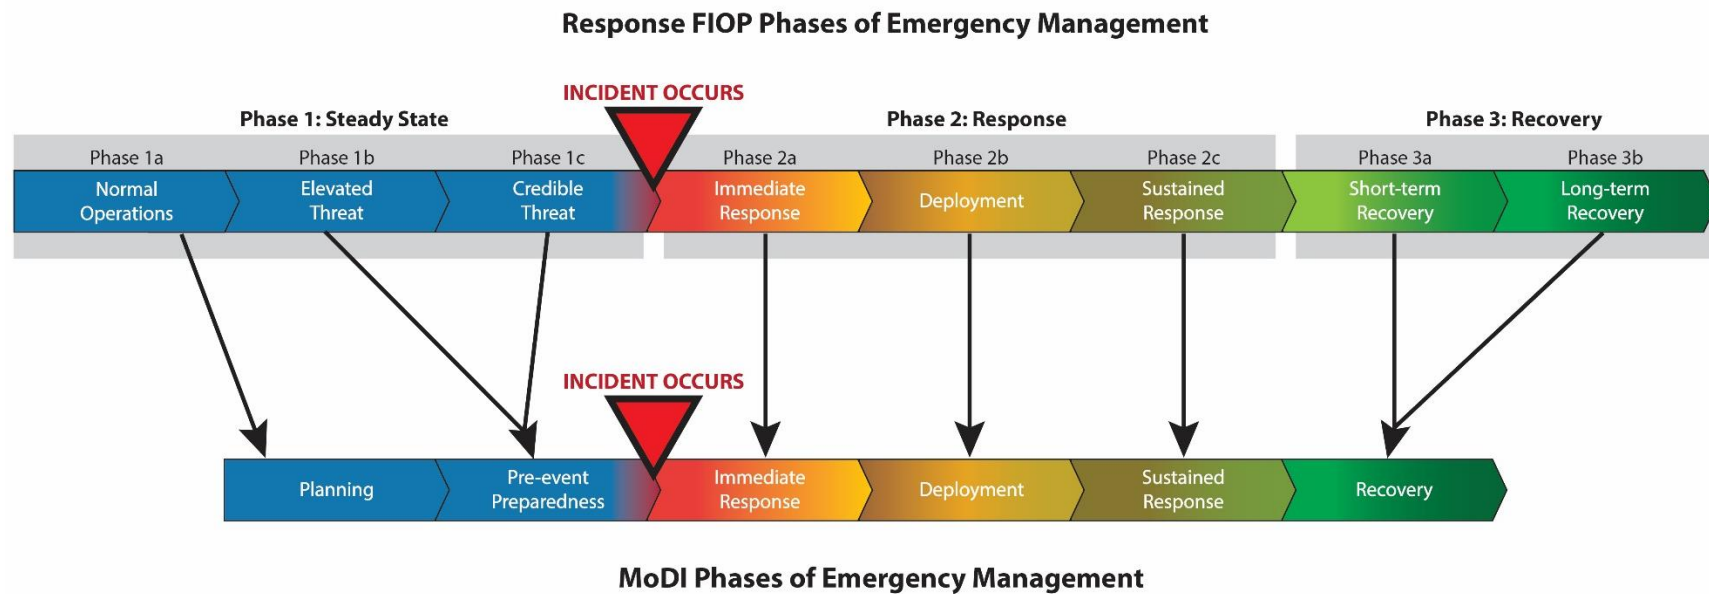 Response FIOP Phases of Emergency Management
INCIDENT OCCURS
Phase 1: Steady State
Phase 2: Response
Phase 3: Recovery
Phase 1a
Phase 1b
Phase 1c
Phase 2a
Phase 2b
Phase 2c
Phase 3a
Phase 3b
Normal
Operations
Elevated
Threat
Credible
Threat
Immediate
Response
Deployment
Sustained
Response
Short-term
Recovery
Long-term
Recovery
INCIDENT OCCURS
Planning
Pre-event
Preparedness
Immediate
Response
Deployment
Sustained
Response
Recovery
MoDI Phases of Emergency Management